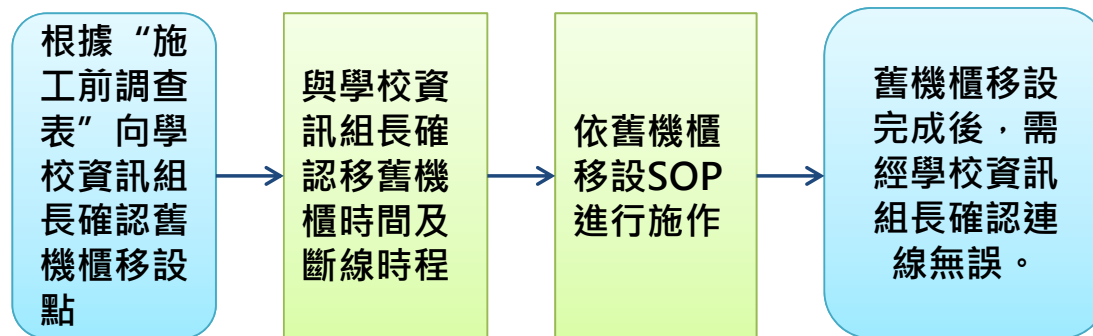 根據“施
工前調查
表”向學
校資訊組
長確認舊
機櫃移設
點
與學校資
訊組長確
認移舊機
櫃時間及
斷線時程
依舊機櫃
移設SOP
進行施作
舊機櫃移設
完成後，需
經學校資訊
組長確認連
線無誤。